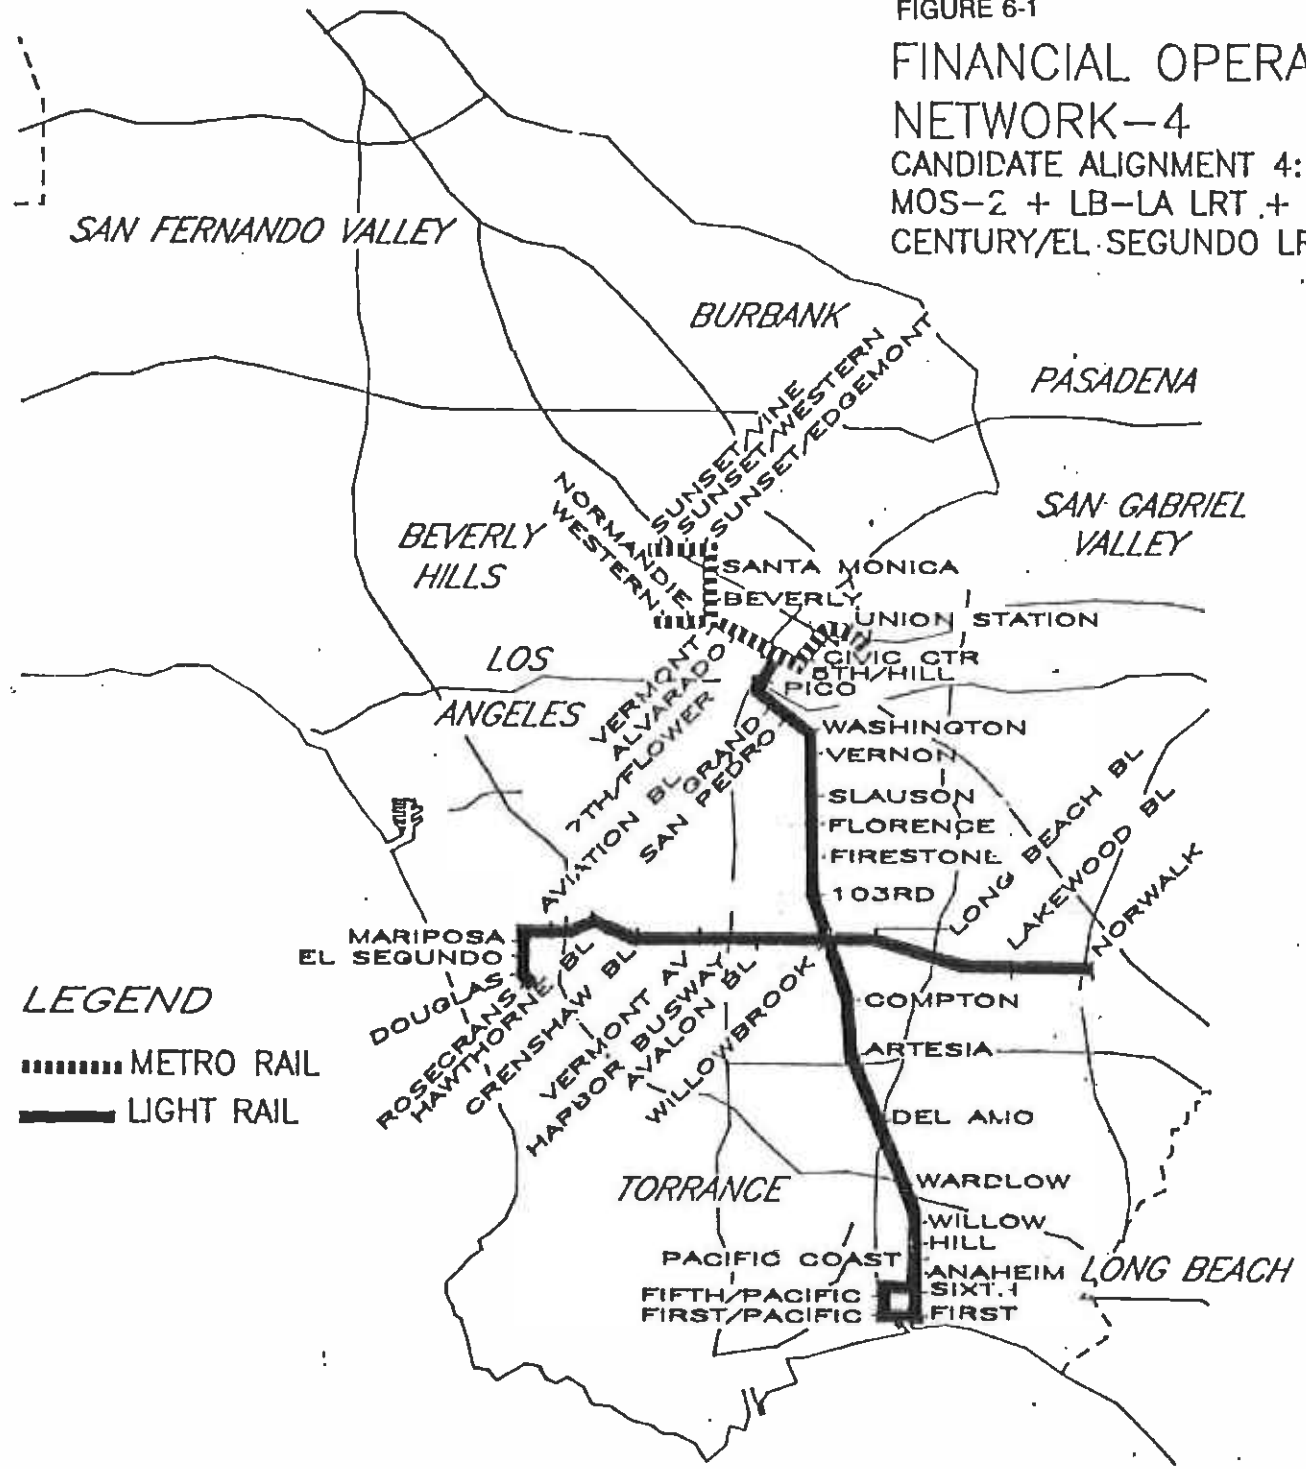 FIGURE 6-1
FINANCIAL OPERA
NETWORK-4
CANDIDATE ALIGNMENT 4:
MOS-2 + LB-LA LRT .+
CENTURY/EL SEGUNDO LR
SAN FERNANDO VALLEY
BURBANK
PASADENA
SUNSET/VINE
SUNSET/WESTERN
SUNSET/EDGEMONT
NORMANDIE
WESTERN
BEVERLY
HILLS
SAN GABRIEL
VALLEY
SANTA MONICA
BEVERLY
UNION STATION
CIVIC CTR
5TH/HILL
PICO
LOS
ANGELES
VERMONT
ALVARADO
7TH/FLOWER
AVIATION BL
GRAND
SAN PEDRO
WASHINGTON
VERNON
SLAUSON
FLORENCE
FIRESTONE
103RD
LONG BEACH BL
LAKEWOOD BL
NORWALK
MARIPOSA
EL SEGUNDO
DOUGLAS
ROSECRANS
HAWTHORNE BL
CRENSHAW BL
VERMONT AV
HARBOR BUSWAY
AVALON BL
WILLOWBROOK
COMPTON
ARTESIA
DEL AMO
LEGEND
METRO RAIL
LIGHT RAIL
TORRANCE
WARDLOW
WILLOW
HILL
PACIFIC COAST
ANAHEIM
LONG BEACH
FIFTH/PACIFIC
SIXTH
FIRST/PACIFIC
FIRST